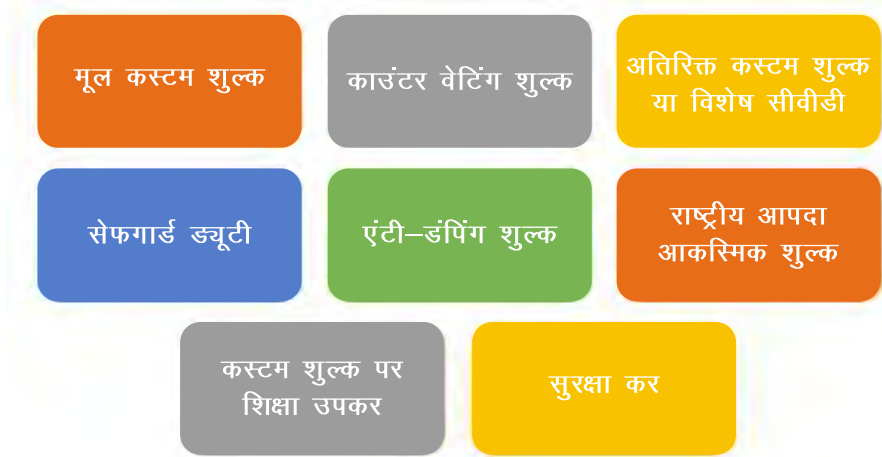 मूल कस्टम शुल्क
काउंटर वेटिंग शुल्क
अतिरिक्त कस्टम शुल्क
या विशेष सीवीडी
सेफगार्ड ड्यूटी
एंटी–डंपिंग शुल्क
राष्ट्रीय आपदा
आकस्मिक शुल्क
कस्टम शुल्क पर
शिक्षा उपकर
सुरक्षा कर